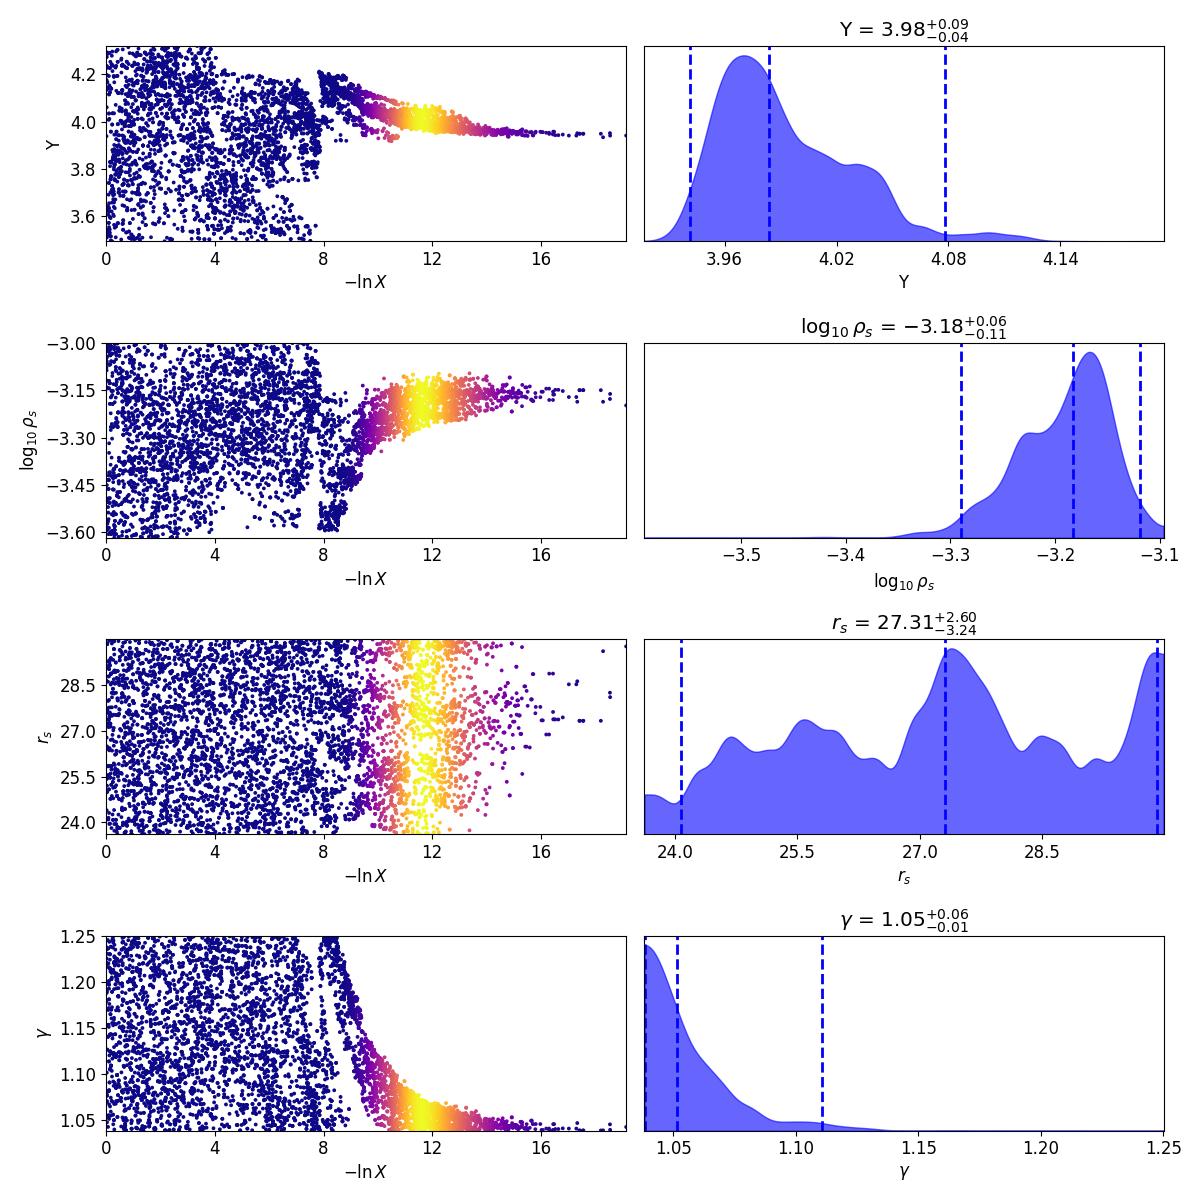 Y = 3.98 +0.09 −0.04
4.2
4.0
3.8
3.6
Y
0 4 8 12 16
−ln X
3.96 4.02 4.08 4.14
Y
log10 ρs = −3.18 +0.06 −0.11
−3.00
−3.15
−3.30
−3.45
−3.60
log10 ρs
0 4 8 12 16
−ln X
−3.5 −3.4 −3.3 −3.2 −3.1
log10 ρs
rs = 27.31 +2.60 −3.24
28.5
27.0
25.5
24.0
rs
0 4 8 12 16
−ln X
24.0 25.5 27.0 28.5
rs
γ = 1.05 +0.06 −0.01
1.25
1.20
1.15
1.10
1.05
γ
0 4 8 12 16
−ln X
1.05 1.10 1.15 1.20 1.25
γ